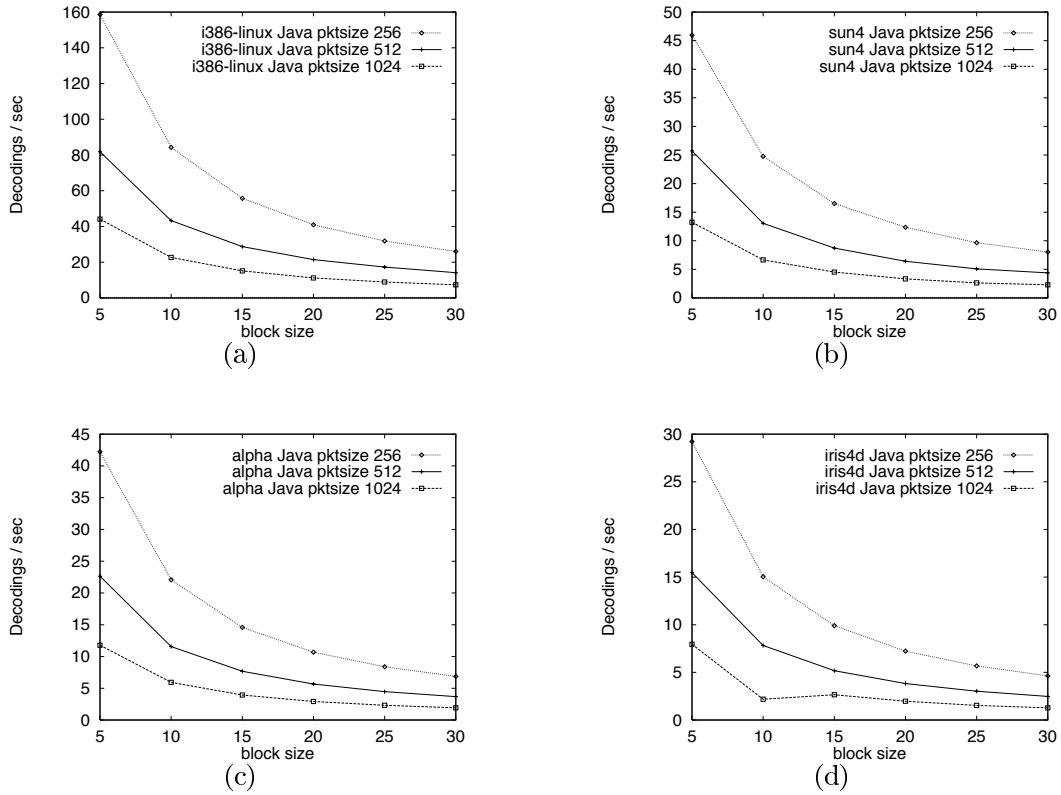 160
140
120
100
80
60
40
20
0
Decodings / sec
i386-linux Java pktsize 256
i386-linux Java pktsize 512
i386-linux Java pktsize 1024
5 10 15 20 25 30
block size
(a)
50
45
40
35
30
25
20
15
10
5
0
Decodings / sec
sun4 Java pktsize 256
sun4 Java pktsize 512
sun4 Java pktsize 1024
5 10 15 20 25 30
block size
(b)
45
40
35
30
25
20
15
10
5
0
Decodings / sec
alpha Java pktsize 256
alpha Java pktsize 512
alpha Java pktsize 1024
5 10 15 20 25 30
block size
(c)
30
25
20
15
10
5
0
Decodings / sec
iris4d Java pktsize 256
iris4d Java pktsize 512
iris4d Java pktsize 1024
5 10 15 20 25 30
block size
(d)